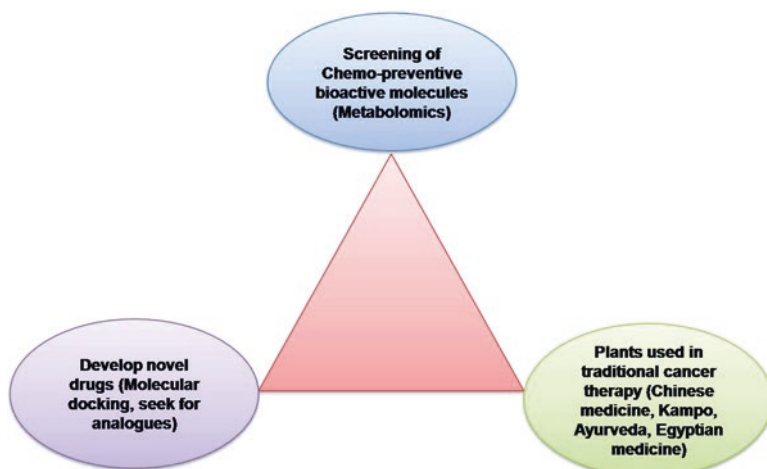 Screening of
Chemo-preventive
bioactive molecules
(Metabolomics)
Develop novel
drugs (Molecular
docking, seek for
analogues)
Plants used in
traditional cancer
therapy (Chinese
medicine, Kampo,
Ayurveda, Egyptian
medicine)